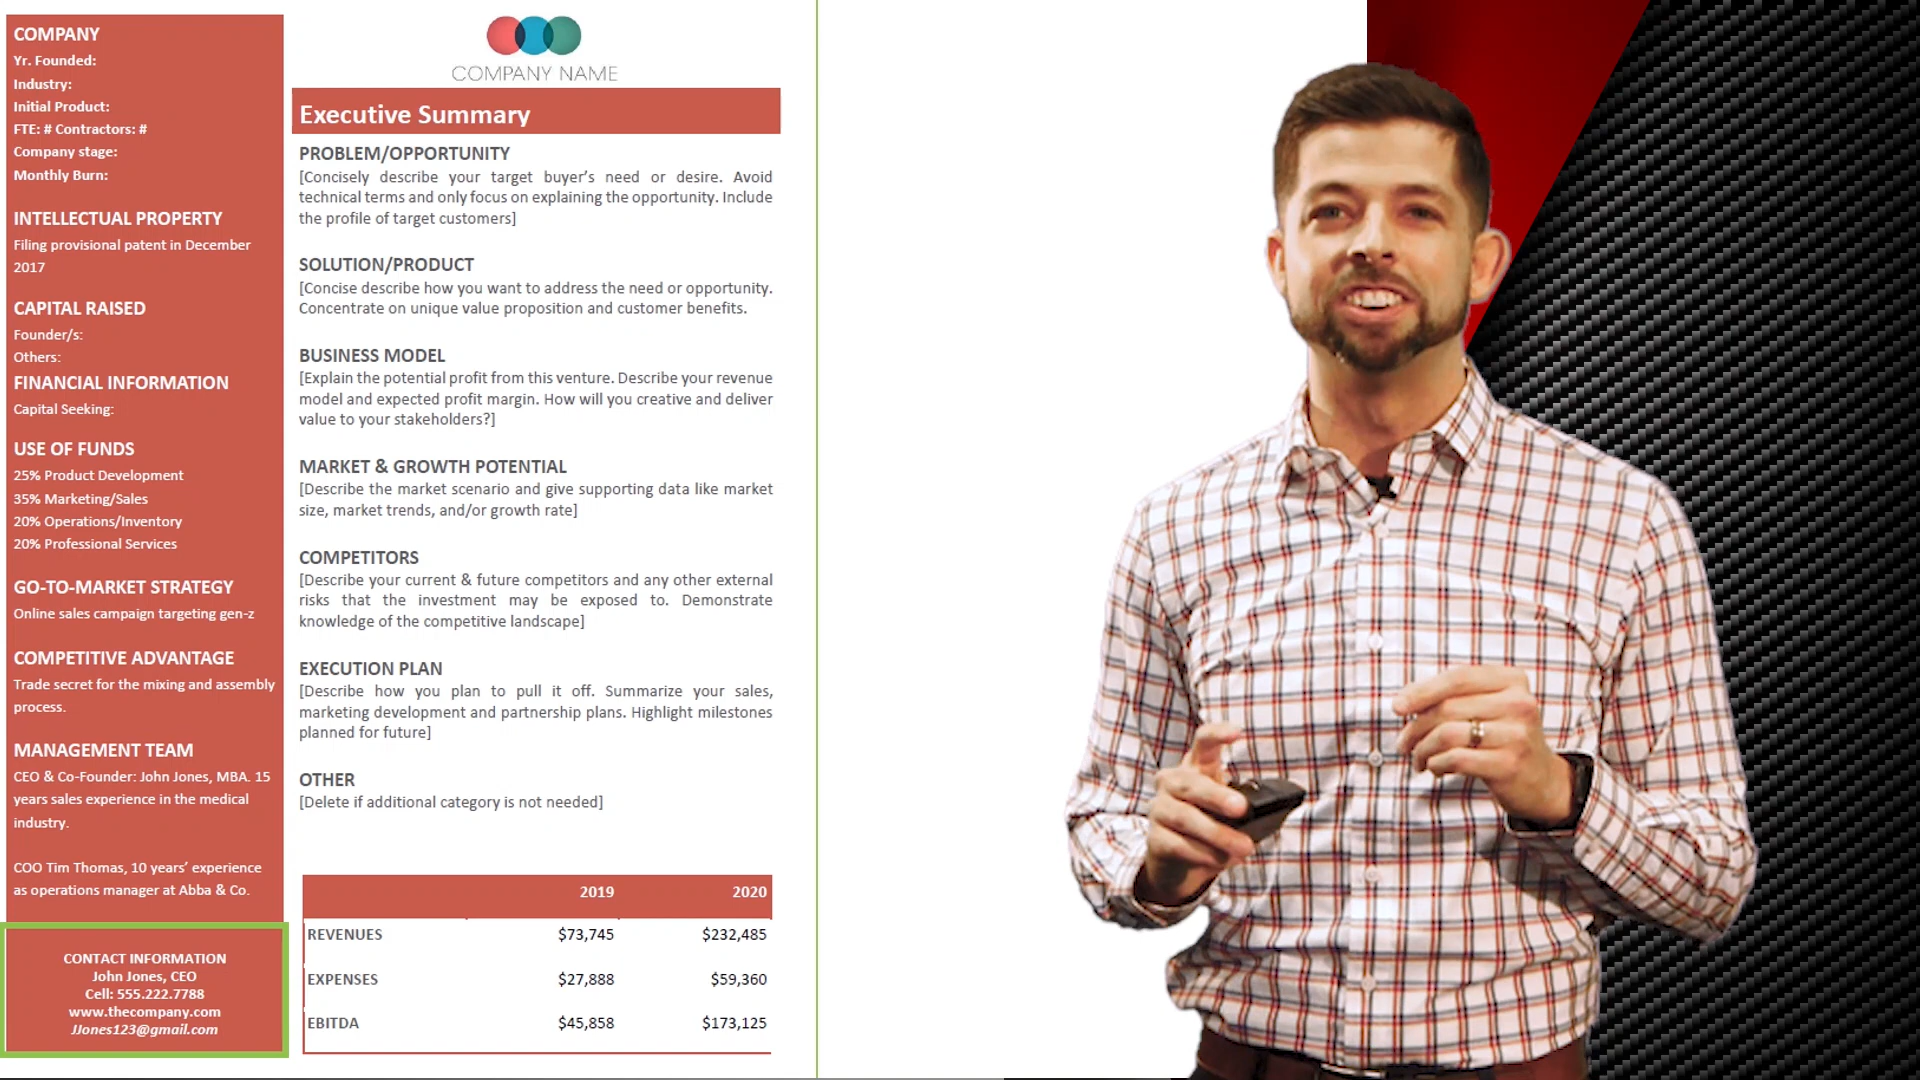 COMPANY
Yr. Founded:
Industry:
Initial Product:
FTE: # Contractors: #
Company stage:
Monthly Burn:
INTELLECTUAL PROPERTY
Filing provisional patent in December
2017
CAPITAL RAISED
Founder/s:
Others:
FINANCIAL INFORMATION
Capital Seeking:
USE OF FUNDS
25% Product Development
35% Marketing/Sales
20% Operations/Inventory
20% Professional Services
GO-TO-MARKET STRATEGY
Online sales campaign targeting gen-z
COMPETITIVE ADVANTAGE
Trade secret for the mixing and assembly
process.
MANAGEMENT TEAM
CEO & Co-Founder: John Jones, MBA. 15
years sales experience in the medical
industry.
COO Tim Thomas, 10 years’ experience
as operations manager at Abba & Co.
CONTACT INFORMATION
John Jones, CEO
Cell: 555.222.7788
www.thecompany.com
JJones123@gmail.com
COMPANY NAME
Executive Summary
PROBLEM/OPPORTUNITY
[Concisely describe your target buyer’s need or desire. Avoid
technical terms and only focus on explaining the opportunity. Include
the profile of target customers]
SOLUTION/PRODUCT
[Concise describe how you want to address the need or opportunity.
Concentrate on unique value proposition and customer benefits.
BUSINESS MODEL
[Explain the potential profit from this venture. Describe your revenue
model and expected profit margin. How will you creative and deliver
value to your stakeholders?]
MARKET & GROWTH POTENTIAL
[Describe the market scenario and give supporting data like market
size, market trends, and/or growth rate]
COMPETITORS
[Describe your current & future competitors and any other external
risks that the investment may be exposed to. Demonstrate
knowledge of the competitive landscape]
EXECUTION PLAN
[Describe how you plan to pull it off. Summarize your sales,
marketing development and partnership plans. Highlight milestones
planned for future]
OTHER
[Delete if additional category is not needed]
2019 2020
REVENUES $73,745 $232,485
EXPENSES $27,888 $59,360
EBITDA $45,858 $173,125